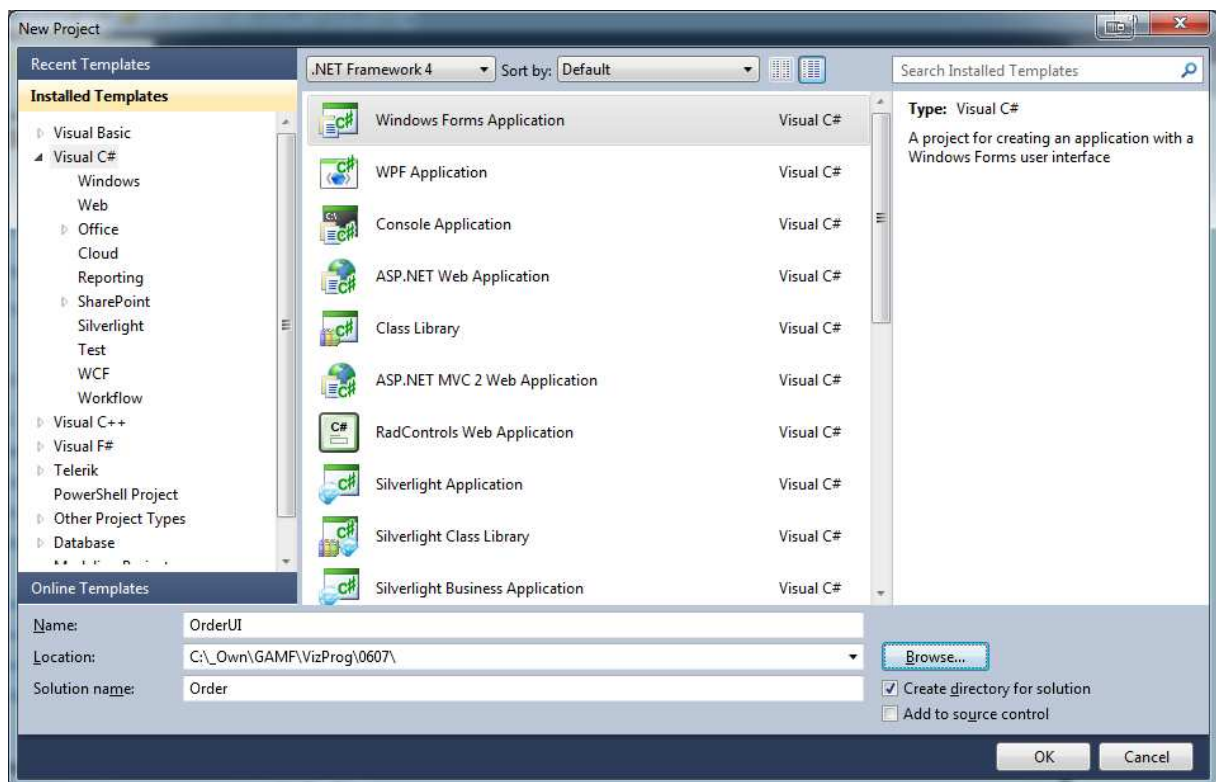 New Project
Recent Templates
Installed Templates
Visual Basic
Visual C#
Windows
Web
Office
Cloud
Reporting
SharePoint
Silverlight
Test
WCF
Workflow
Visual C++
Visual F#
Telerik
PowerShell Project
Other Project Types
Database
Online Templates
.NET Framework 4 Sort by: Default
Windows Forms Application Visual C#
WPF Application Visual C#
Console Application Visual C#
ASP.NET Web Application Visual C#
Class Library Visual C#
ASP.NET MVC 2 Web Application Visual C#
RadControls Web Application Visual C#
Silverlight Application Visual C#
Silverlight Class Library Visual C#
Silverlight Business Application Visual C#
Search Installed Templates
Type: Visual C#
A project for creating an application with a
Windows Forms user interface
Name: OrderUI
Location: C:\_Own\GAMF\VizProg\0607\
Browse...
Solution name: Order
Create directory for solution
Add to source control
OK Cancel